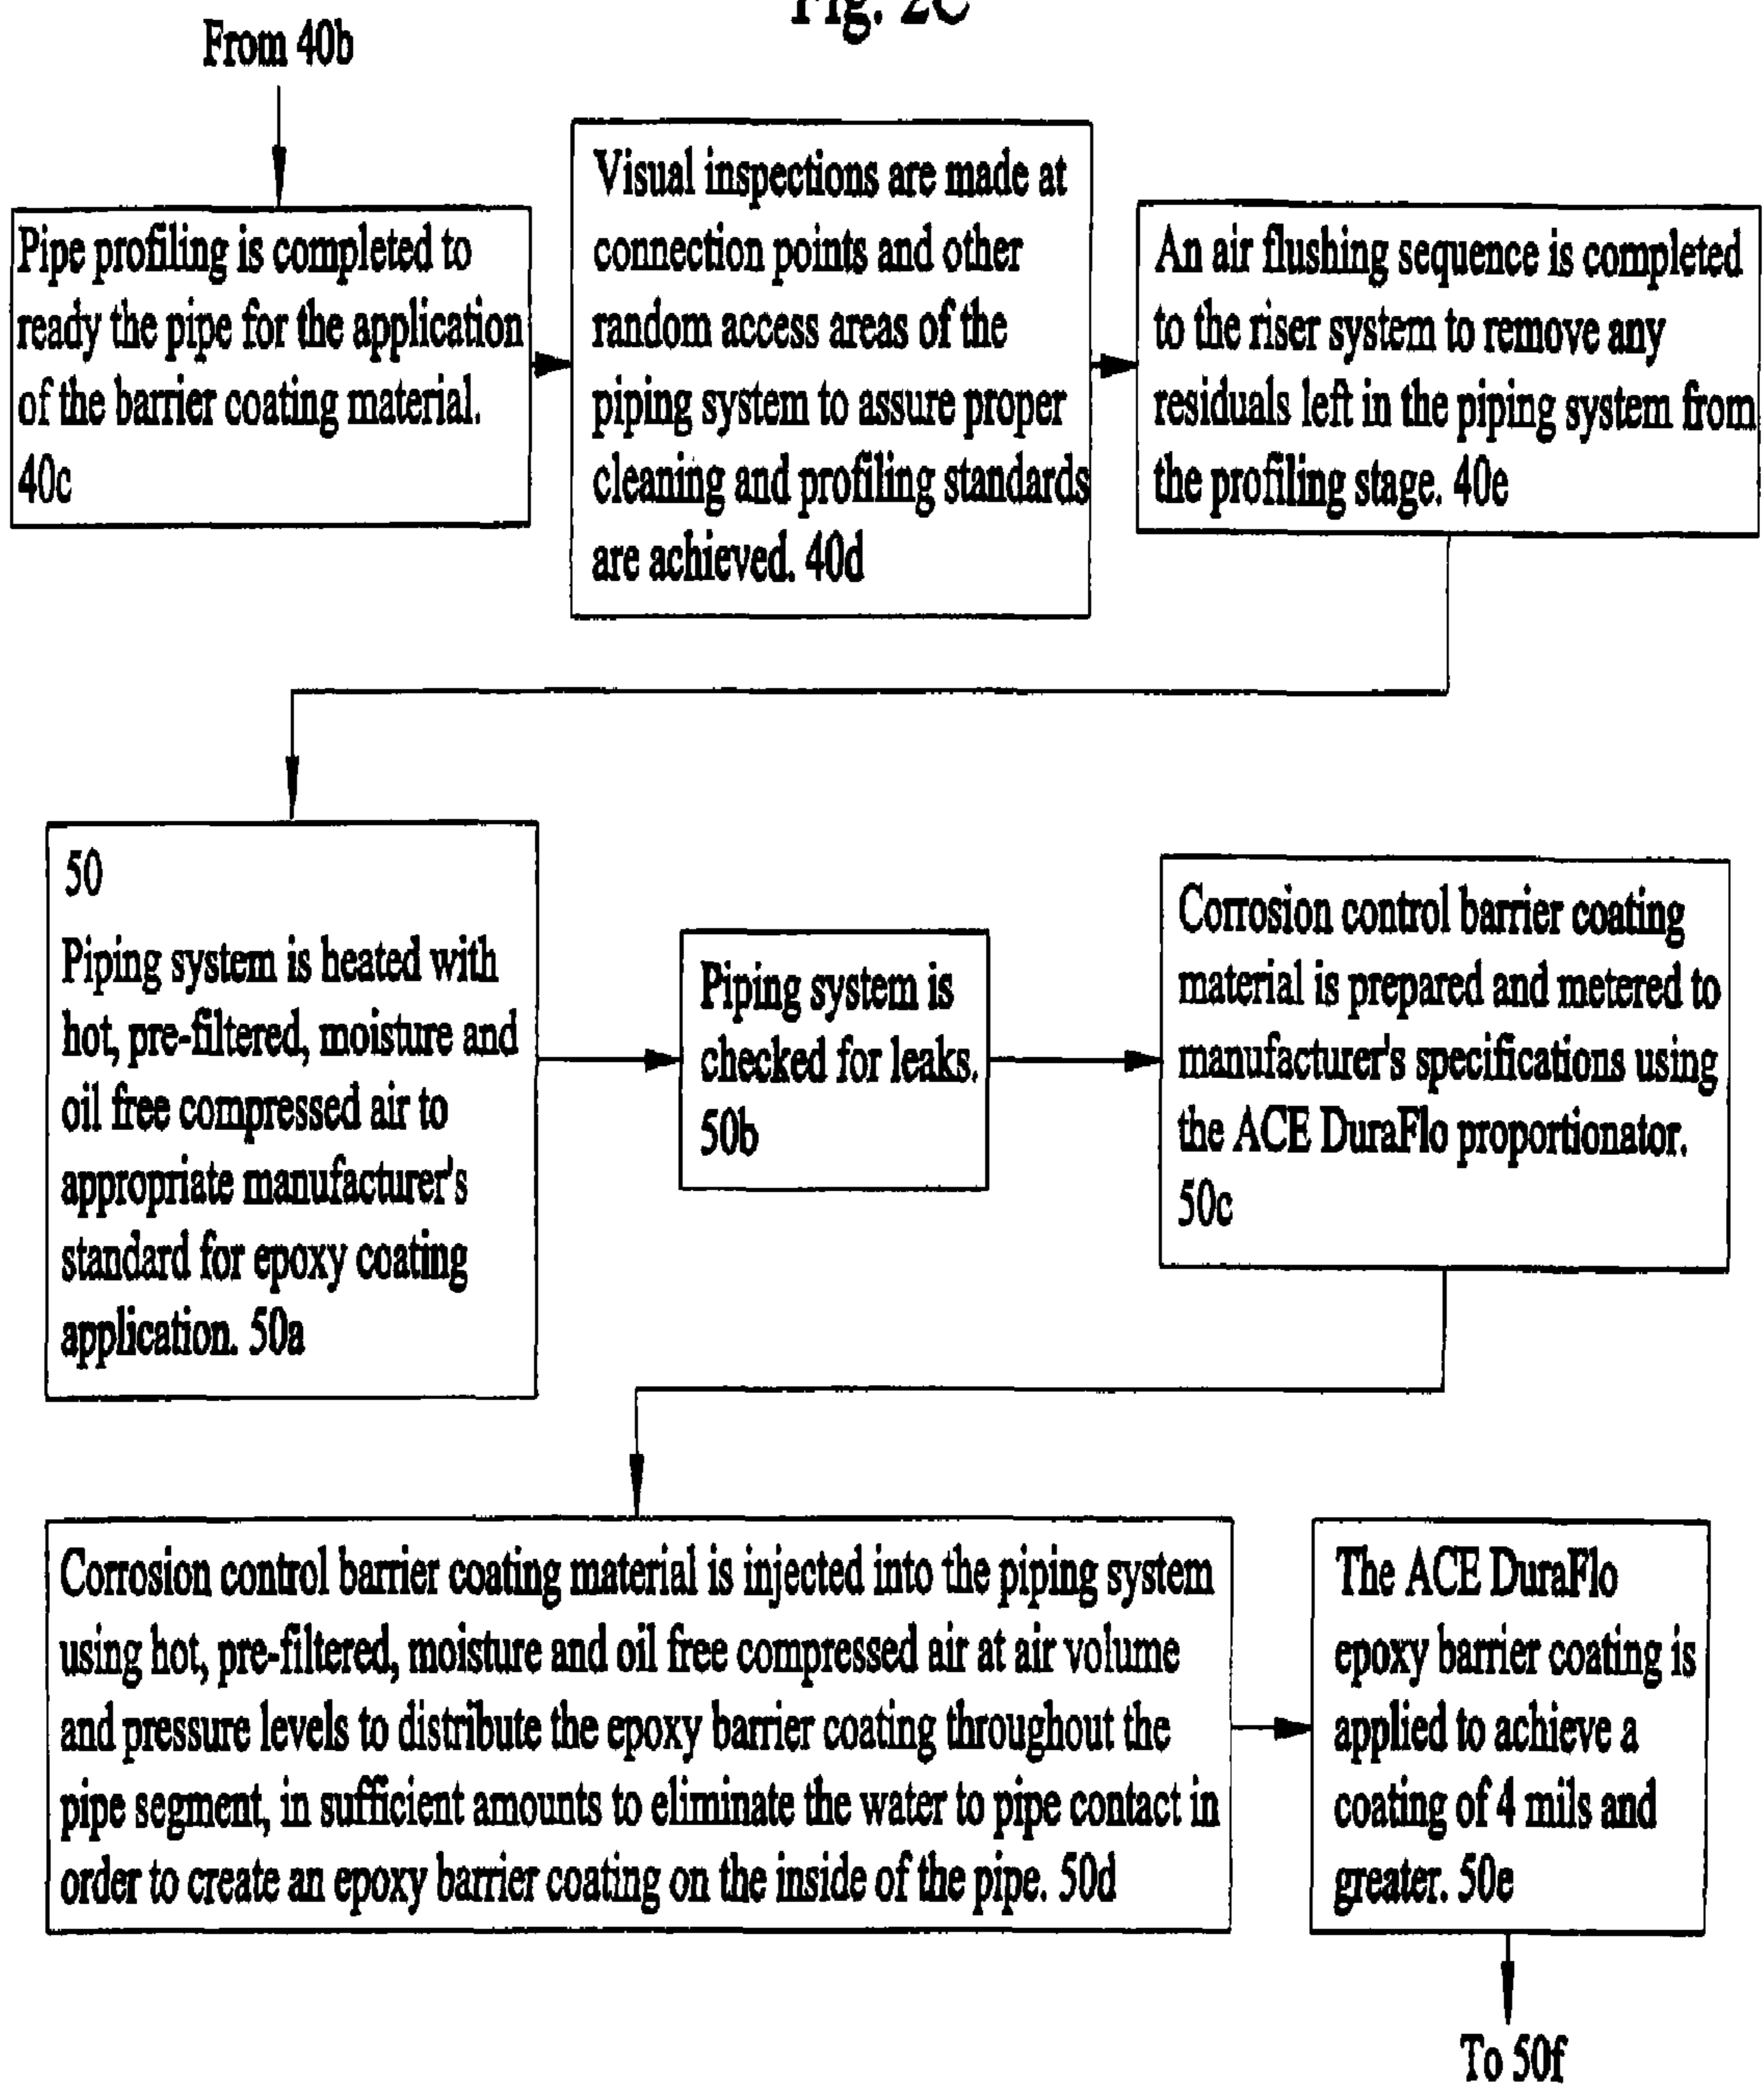 Fig. 2C
From 40b
Pipe profiling is completed to
ready the pipe for the application
of the barrier coating material.
40c
Visual inspections are made at
connection points and other
random access areas of the
piping system to assure proper
cleaning and profiling standards
are achieved. 40d
An air flushing sequence is completed
to the riser system to remove any
residuals left in the piping system from
the profiling stage. 40e
50
Piping system is heated with
hot, pre-filtered, moisture and
oil free compressed air to
appropriate manufacturer's
standard for epoxy coating
application. 50a
Piping system is
checked for leaks.
50b
Corrosion control barrier coating
material is prepared and metered to
manufacturer's specifications using
the ACE DuraFlo proportionator.
50c
Corrosion control barrier coating material is injected into the piping system
using hot, pre-filtered, moisture and oil free compressed air at air volume
and pressure levels to distribute the epoxy barrier coating throughout the
pipe segment, in sufficient amounts to eliminate the water to pipe contact in
order to create an epoxy barrier coating on the inside of the pipe. 50d
The ACE DuraFlo
epoxy barrier coating is
applied to achieve a
coating of 4 mils and
greater. 50e
To 50f